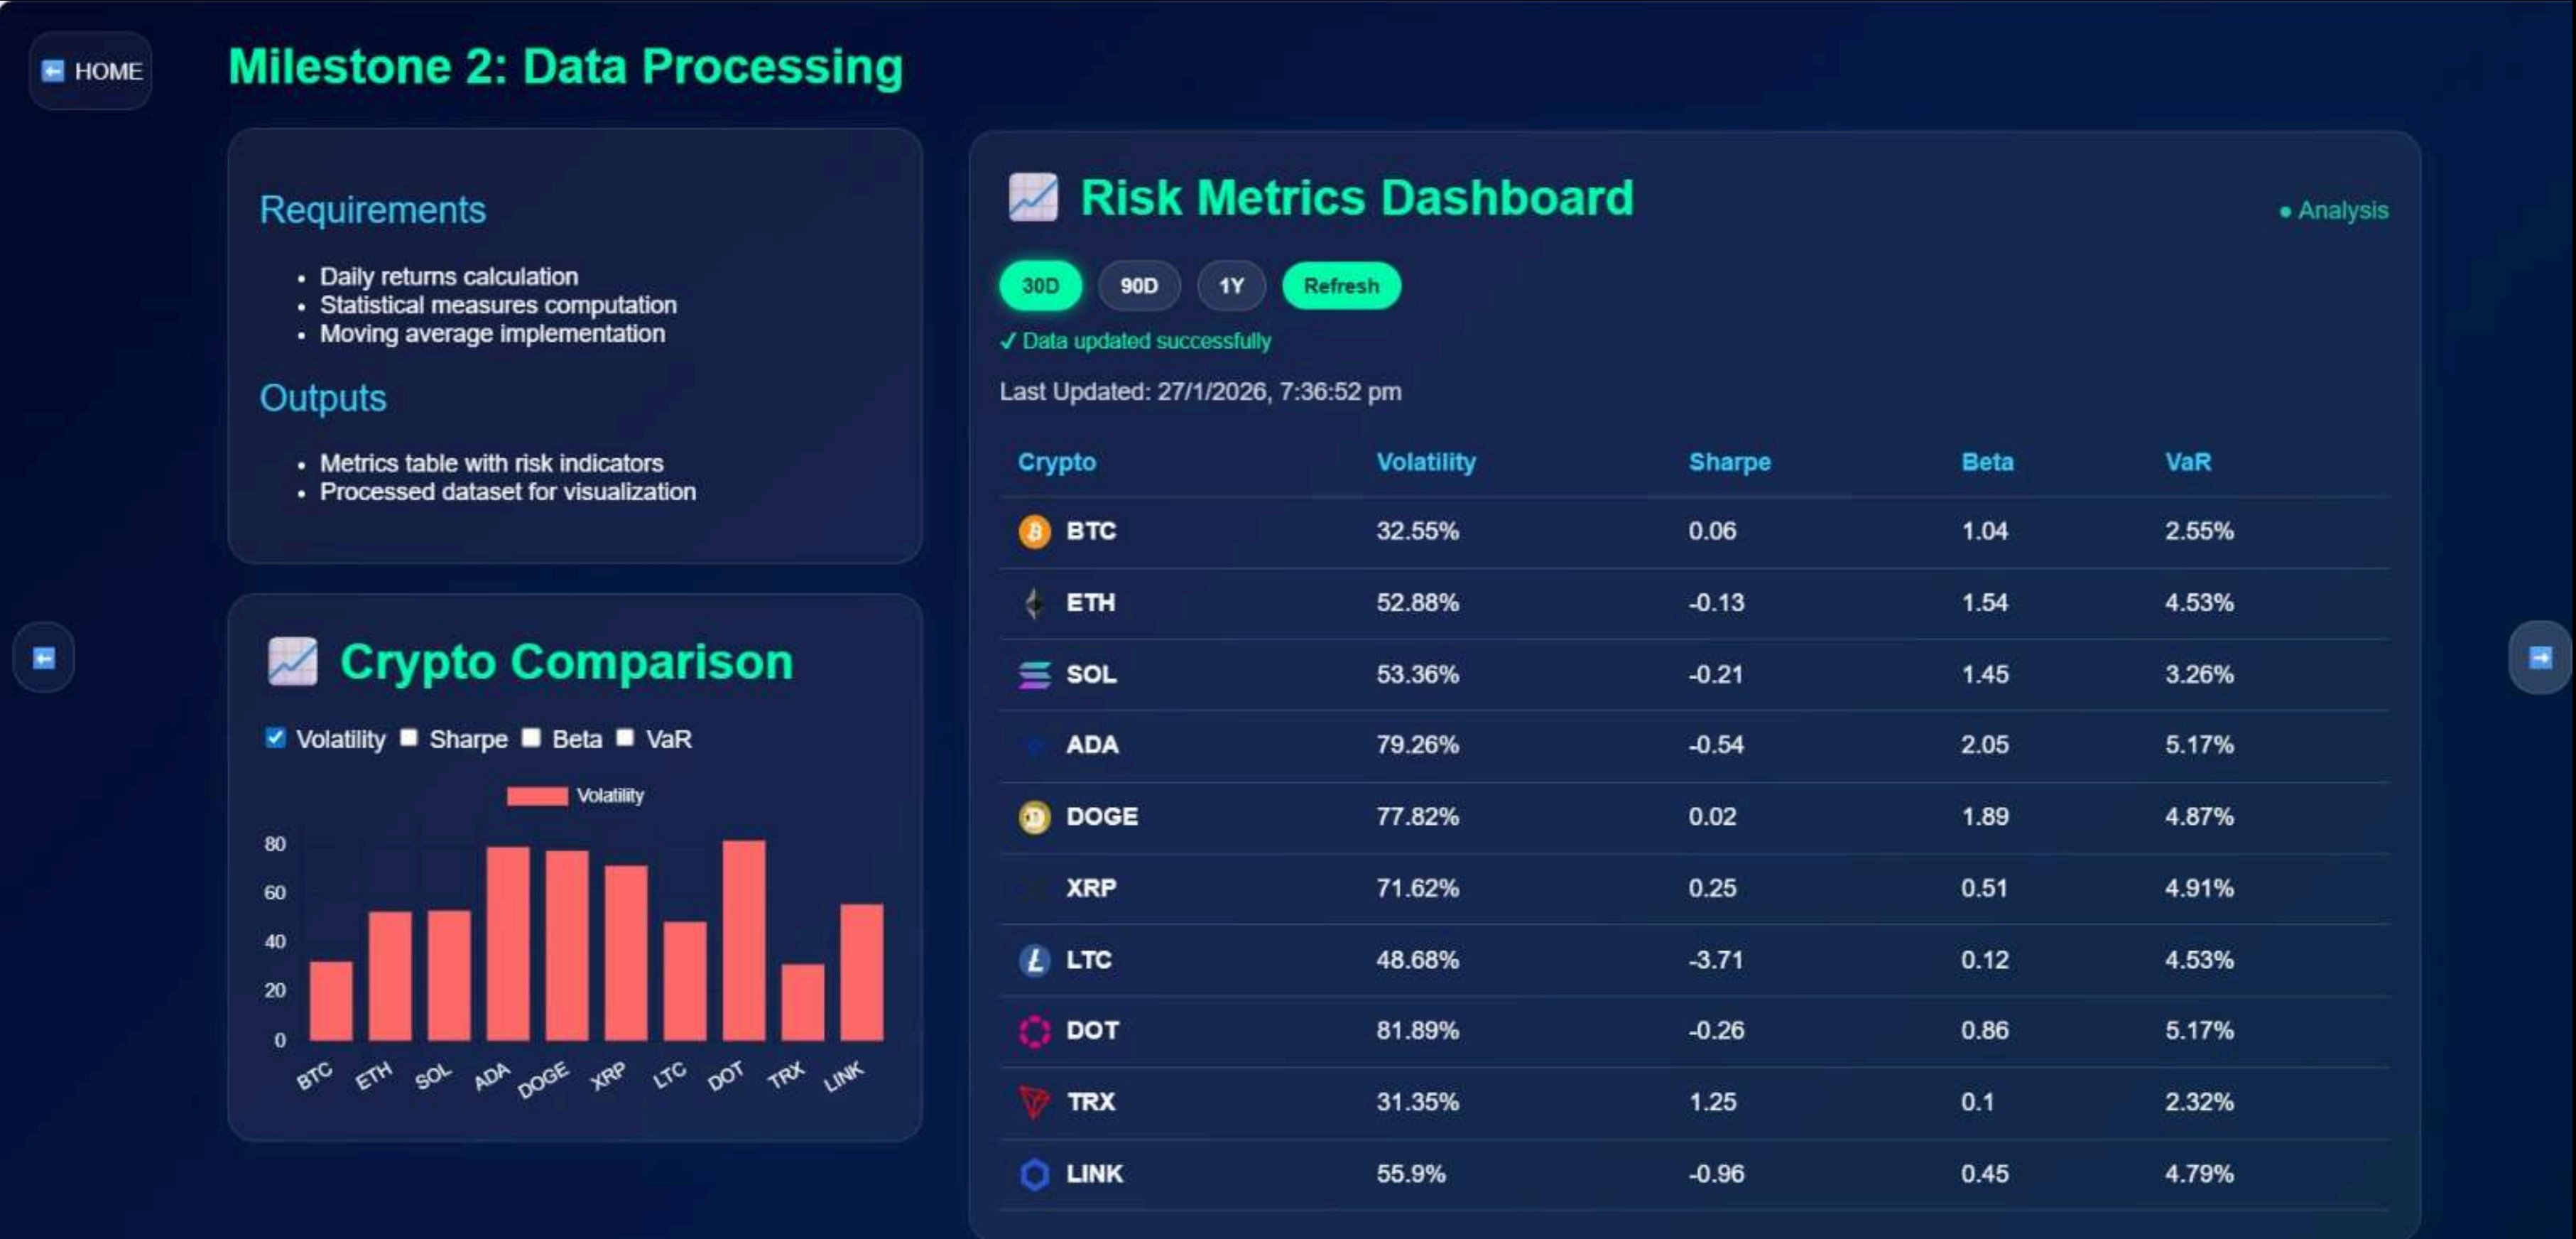 HOME
Milestone 2: Data Processing
Requirements
• Daily returns calculation
• Statistical measures computation
• Moving average implementation
Outputs
• Metrics table with risk indicators
• Processed dataset for visualization
Crypto Comparison
Volatility Sharpe Beta VaR
Volatility
80
60
40
20
0
BTC ETH SOL ADA DOGE XRP LTC DOT TRX LINK
Risk Metrics Dashboard
• Analysis
30D 90D 1Y Refresh
✓ Data updated successfully
Last Updated: 27/1/2026, 7:36:52 pm
Crypto Volatility Sharpe Beta VaR
BTC 32.55% 0.06 1.04 2.55%
ETH 52.88% -0.13 1.54 4.53%
SOL 53.36% -0.21 1.45 3.26%
ADA 79.26% -0.54 2.05 5.17%
DOGE 77.82% 0.02 1.89 4.87%
XRP 71.62% 0.25 0.51 4.91%
LTC 48.68% -3.71 0.12 4.53%
DOT 81.89% -0.26 0.86 5.17%
TRX 31.35% 1.25 0.1 2.32%
LINK 55.9% -0.96 0.45 4.79%